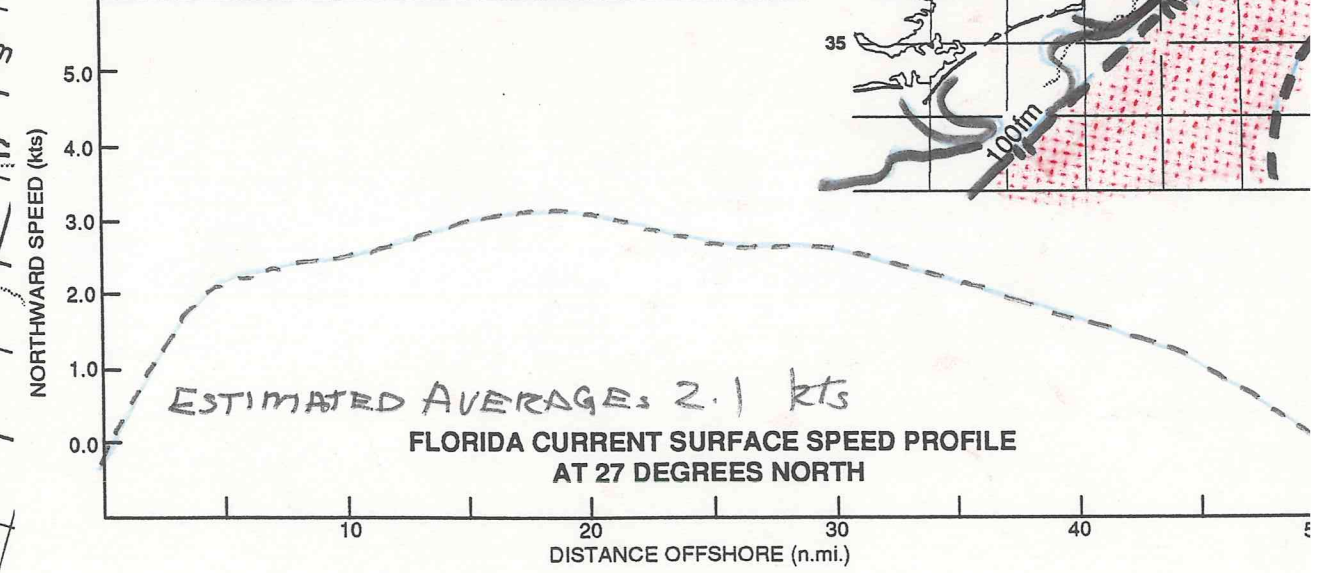 35
100fm
5.0
4.0
3.0
2.0
1.0
0.0
NORTHWARD SPEED (kts)
ESTIMATED AVERAGE: 2.1 kts
FLORIDA CURRENT SURFACE SPEED PROFILE
AT 27 DEGREES NORTH
10 20 30 40
DISTANCE OFFSHORE (n.mi.)